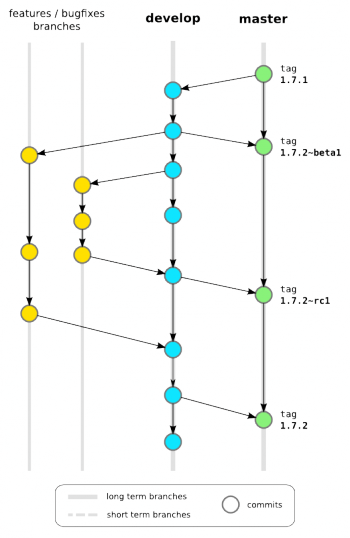 features / bugfixes
branches
develop
master
tag
1.7.1
tag
1.7.2~beta1
tag
1.7.2~rc1
tag
1.7.2
long term branches
short term branches
commits